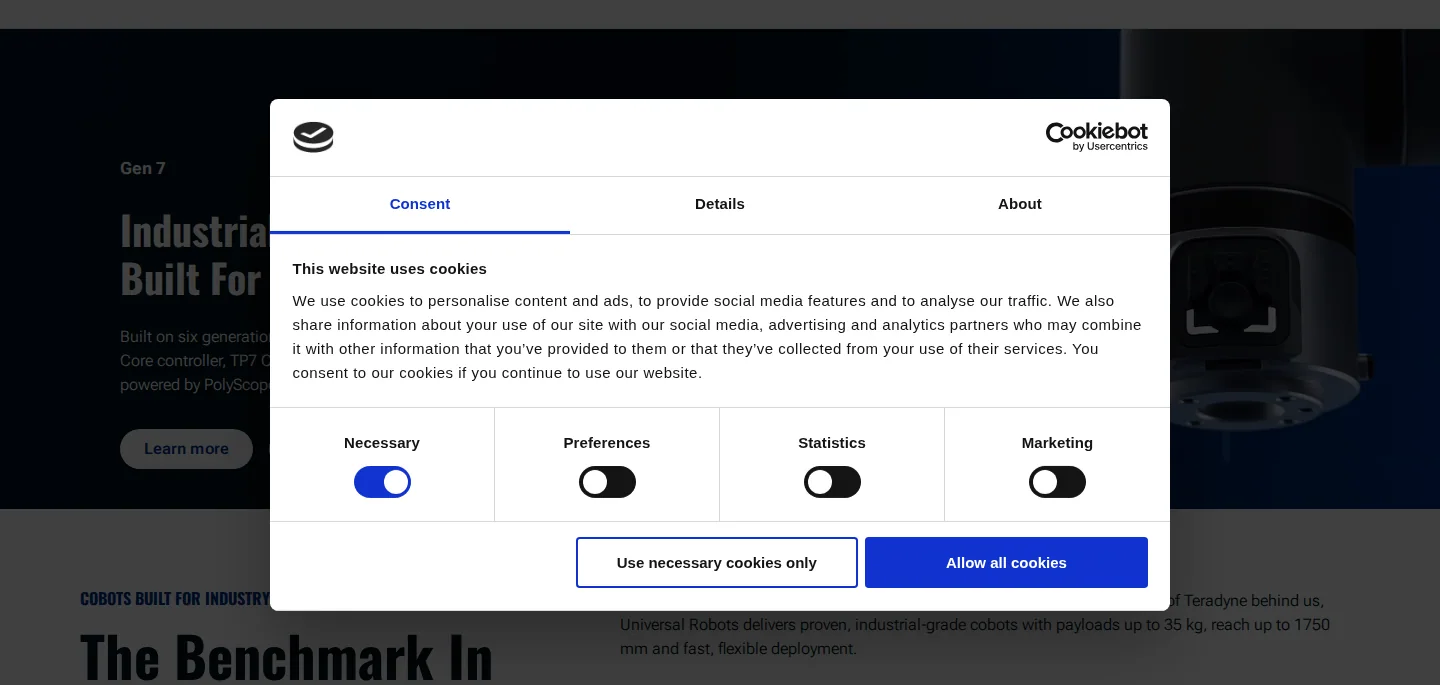 Cookiebot
by Usercentrics
Consent
Details
About
Gen 7
Industrial
Built For
Built on six generation
Core controller, TP7 C
powered by PolyScope
Learn more
This website uses cookies
We use cookies to personalise content and ads, to provide social media features and to analyse our traffic. We also
share information about your use of our site with our social media, advertising and analytics partners who may combine
it with other information that you’ve provided to them or that they’ve collected from your use of their services. You
consent to our cookies if you continue to use our website.
Necessary
Preferences
Statistics
Marketing
Use necessary cookies only
Allow all cookies
COBOTS BUILT FOR INDUSTRY
The Benchmark In
of Teradyne behind us,
Universal Robots delivers proven, industrial-grade cobots with payloads up to 35 kg, reach up to 1750
mm and fast, flexible deployment.